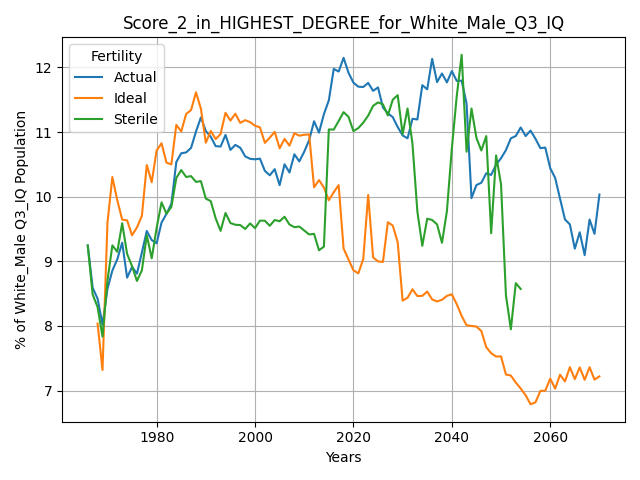 Score_2_in_HIGHEST_DEGREE_for_White_Male_Q3_IQ
Fertility
Actual
Ideal
Sterile
% of White_Male Q3_IQ Population
12
11
10
9
8
7
1980
2000
2020
2040
2060
Years